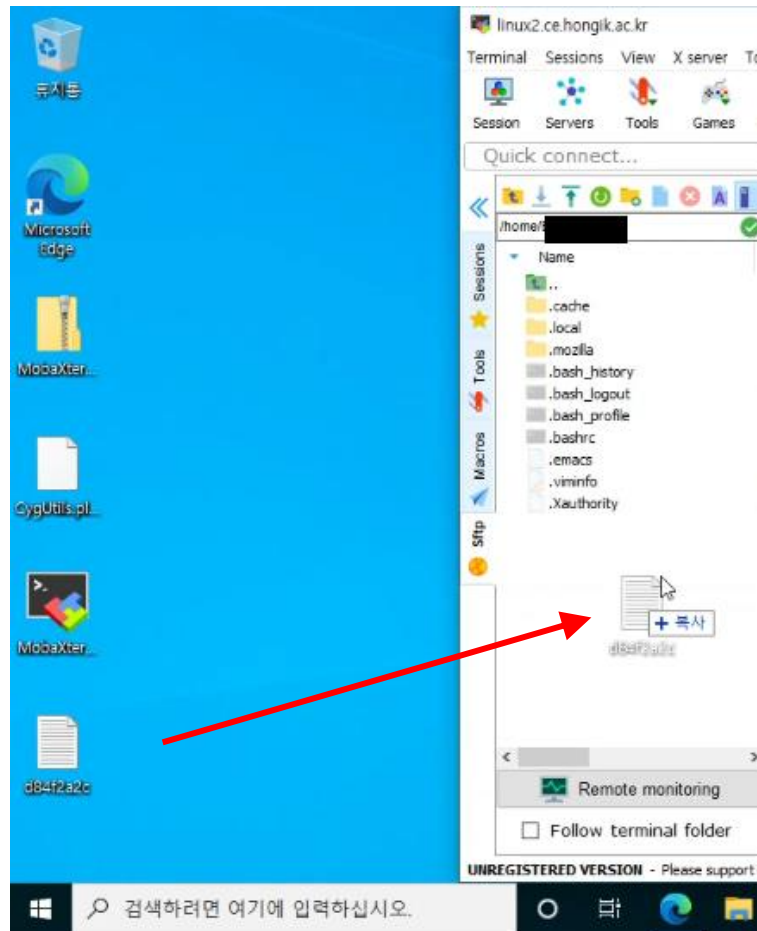 휴지통
Microsoft
Edge
MobaXter...
CygUtils.pl...
MobaXter...
d84f2a2c
linux2.ce.hongik.ac.kr
Terminal Sessions View X server To
Session Servers Tools Games
Quick connect...
/home/
Name
..
.cache
.local
.mozilla
.bash_history
.bash_logout
.bash_profile
.bashrc
.emacs
.viminfo
.Xauthority
Sessions
Tools
Macros
Sftp
+ 복사
d84f2a2c
Remote monitoring
Follow terminal folder
UNREGISTERED VERSION - Please support
검색하려면 여기에 입력하십시오.